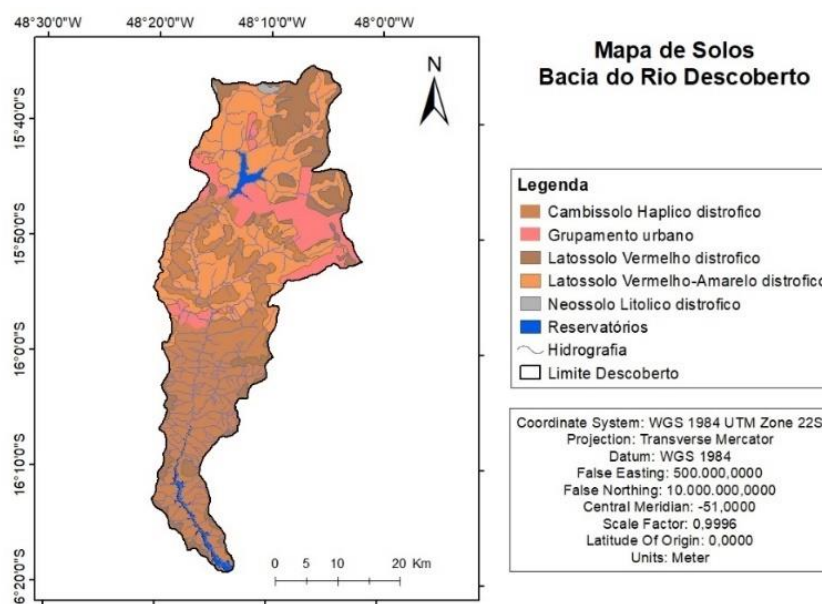 48°30'0"W 48°20'0"W 48°10'0"W 48°0'0"W
15°40'0"S
15°50'0"S
16°0'0"S
16°10'0"S
6°20'0"S
N
0 5 10 20 Km
Mapa de Solos
Bacia do Rio Descoberto
Legenda
Cambissolo Haplico distrofico
Grupamento urbano
Latossolo Vermelho distrofico
Latossolo Vermelho-Amarelo distrofico
Neossolo Litolico distrofico
Reservatórios
Hidrografia
Limite Descoberto
Coordinate System: WGS 1984 UTM Zone 22S
Projection: Transverse Mercator
Datum: WGS 1984
False Easting: 500.000,0000
False Northing: 10.000.000,0000
Central Meridian: -51,0000
Scale Factor: 0,9996
Latitude Of Origin: 0,0000
Units: Meter